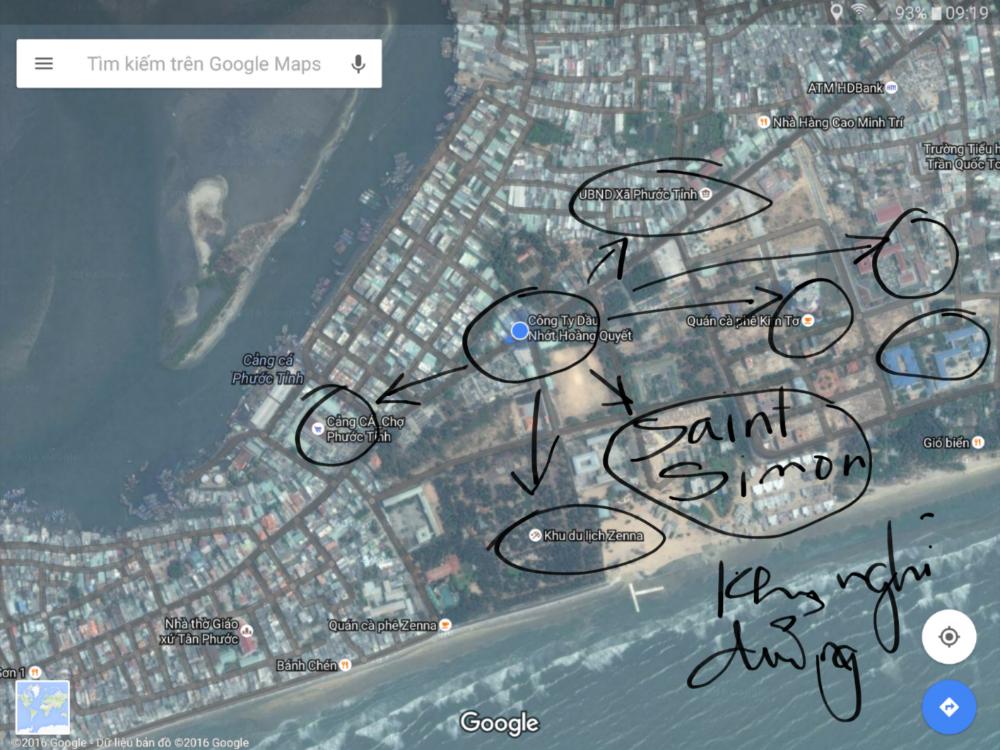 93% 09:19
Tìm kiếm trên Google Maps
ATM HDBank
Nhà Hàng Cao Minh Trí
Trường Tiểu h
Trần Quốc To
UBND Xã Phước Tỉnh
Công Ty Dầu
Nhớt Hoàng Quyết
Quán cà phê Kim Tơ
Cảng cá
Phước Tỉnh
Cảng CÁ, Chợ
Phước Tỉnh
Saint
Simon
Gió biển
Khu du lịch Zenna
Khu nghỉ
dưỡng
Nhà thờ Giáo
xứ Tân Phước
Quán cà phê Zenna
Bánh Chén
Sơn 1
Google
©2016 Google - Dữ liệu bản đồ ©2016 Google